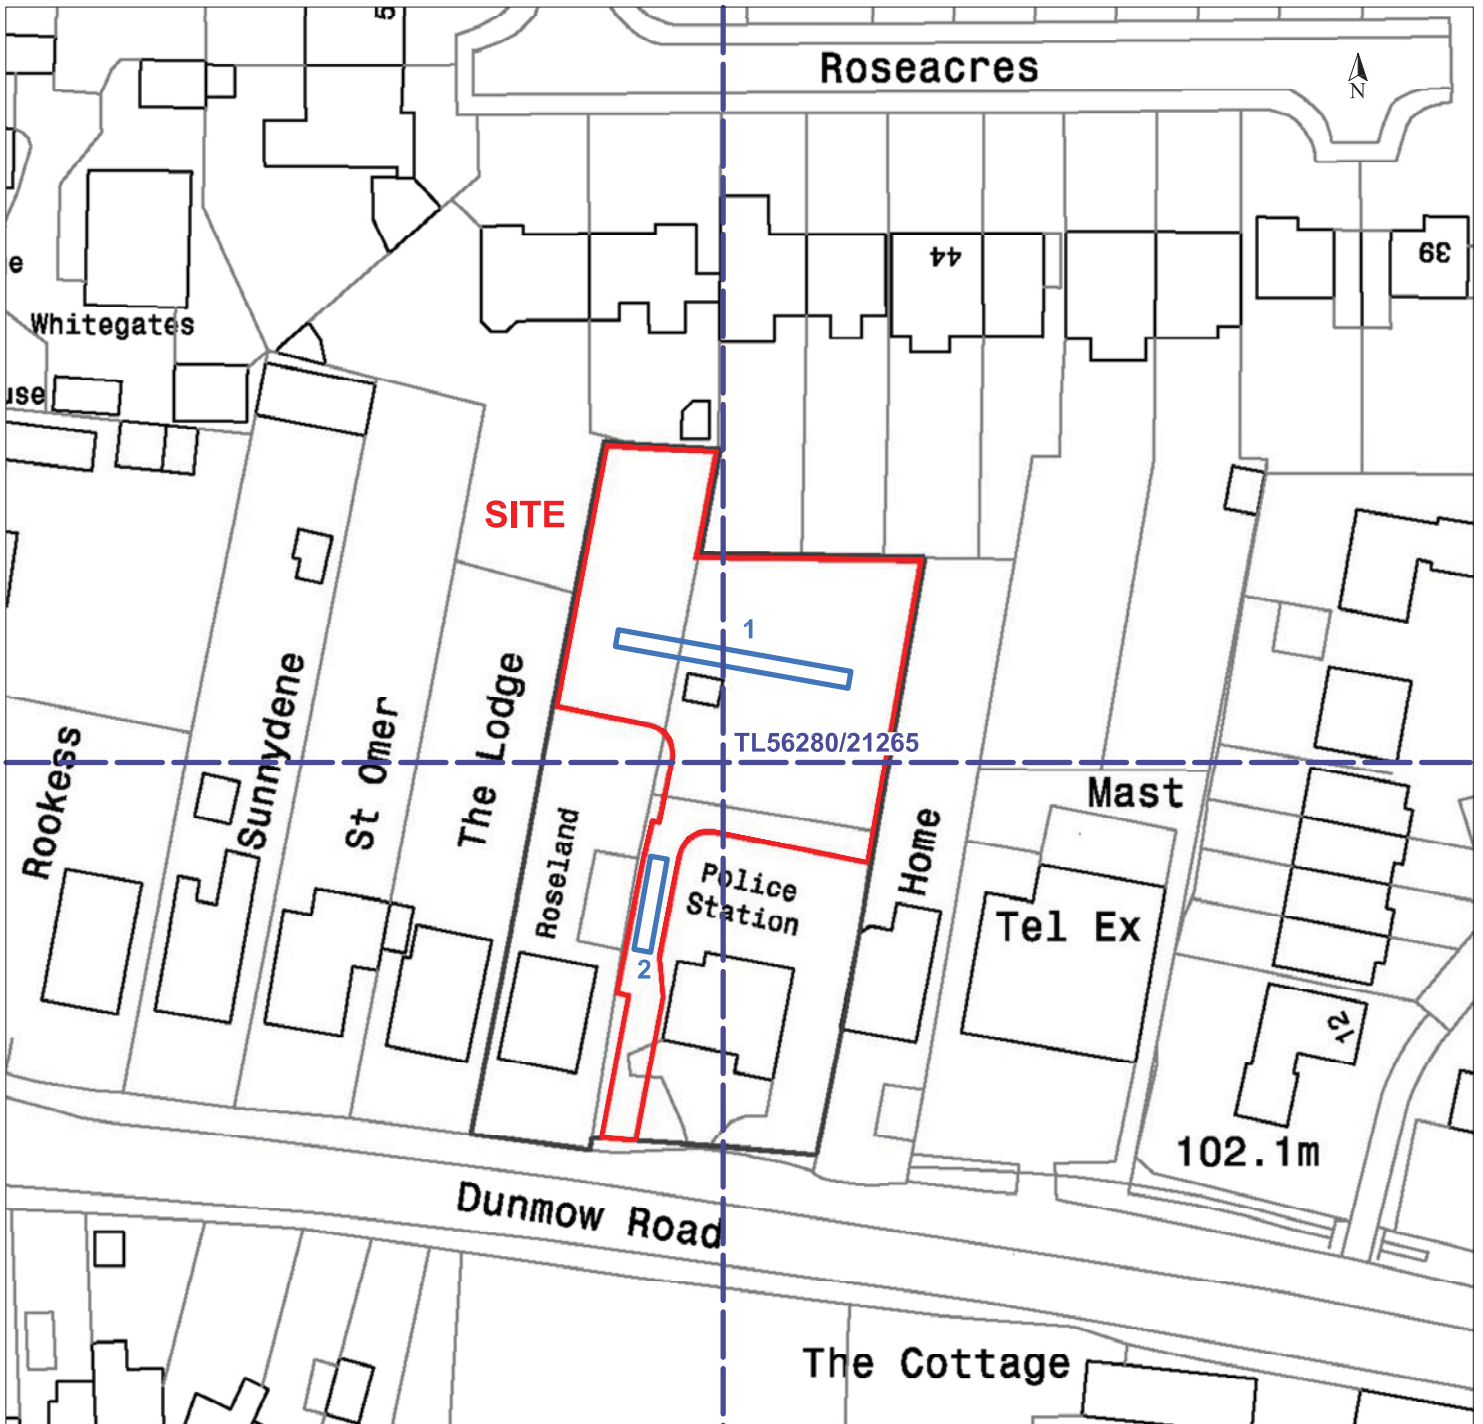 Roseacres
N
44
39
e
Whitegates
use
SITE
1
TL56280/21265
Rookess
Sunnydene
St Omer
The Lodge
Roseland
Police
Station
Home
Mast
Tel Ex
2
102.1m
Dunmow Road
The Cottage